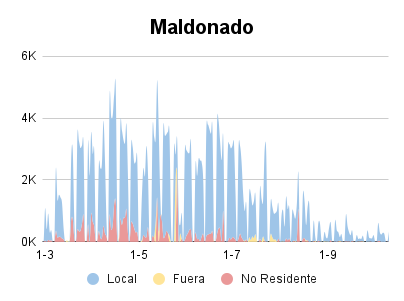 Maldonado
6K
4K
2K
0K
1-3 1-5 1-7 1-9
Local Fuera No Residente